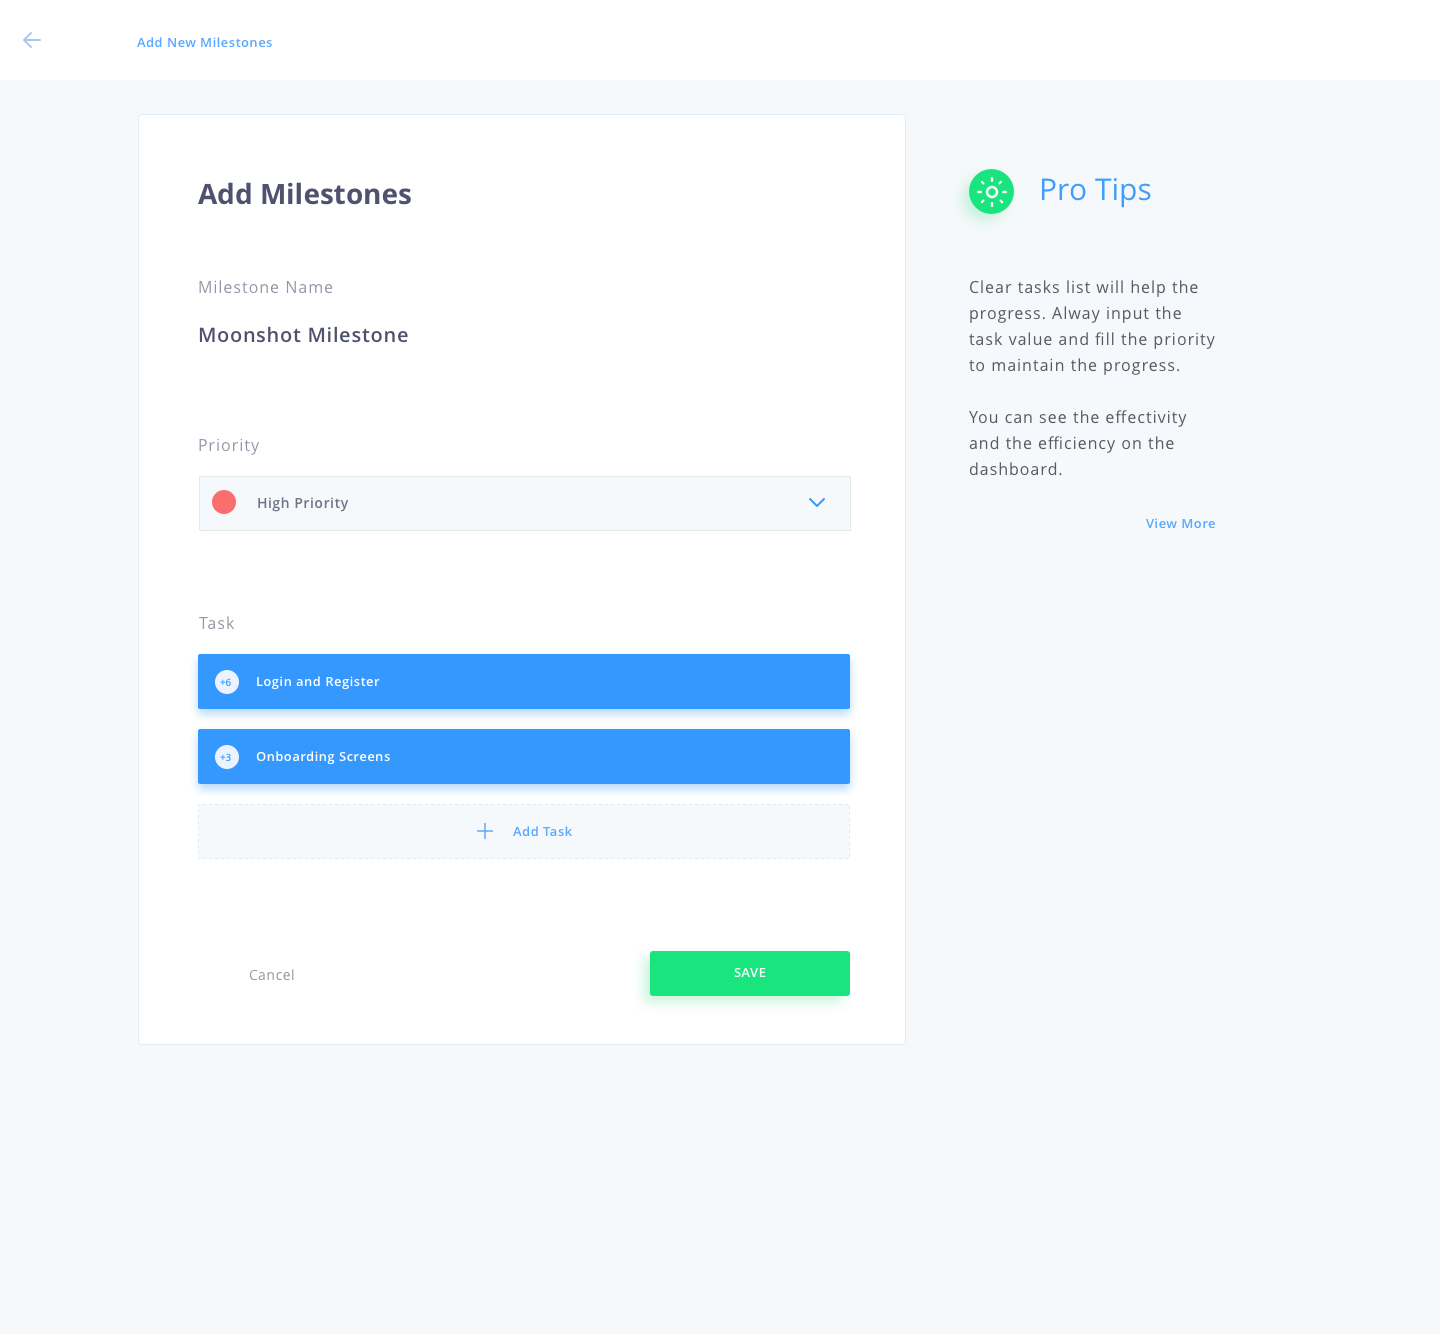 Add New Milestones
Add Milestones
Milestone Name
Moonshot Milestone
Priority
High Priority
Task
+6 Login and Register
+3 Onboarding Screens
Add Task
Cancel
SAVE
Pro Tips
Clear tasks list will help the
progress. Alway input the
task value and fill the priority
to maintain the progress.
You can see the effectivity
and the efficiency on the
dashboard.
View More